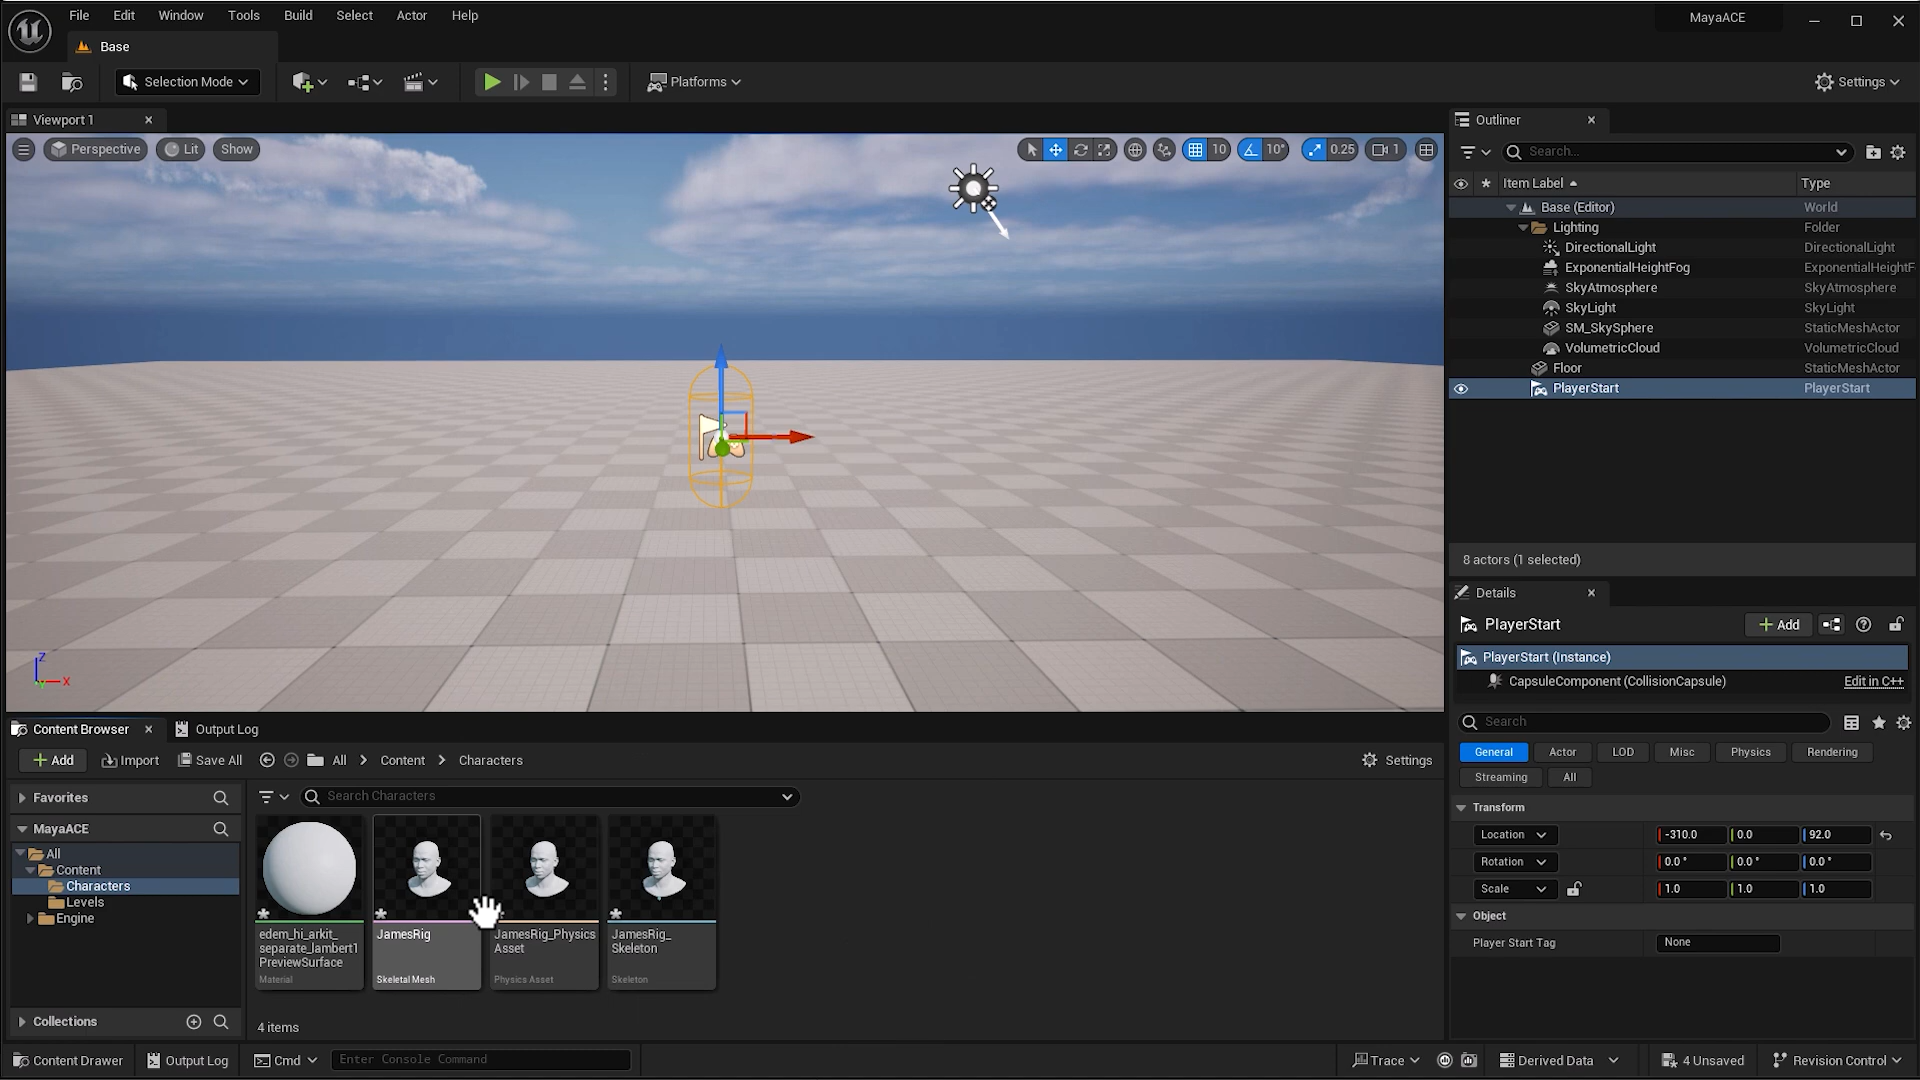 File Edit Window Tools Build Select Actor Help
MayaACE
Base
Selection Mode
Platforms
Settings
Viewport 1
Perspective Lit Show
10 10° 0.25 1
Z
X
Outliner
Search...
Item Label Type
Base (Editor) World
Lighting Folder
DirectionalLight DirectionalLight
ExponentialHeightFog ExponentialHeightF
SkyAtmosphere SkyAtmosphere
SkyLight SkyLight
SM_SkySphere StaticMeshActor
VolumetricCloud VolumetricCloud
Floor StaticMeshActor
PlayerStart PlayerStart
8 actors (1 selected)
Details
PlayerStart
Add
PlayerStart (Instance)
CapsuleComponent (CollisionCapsule) Edit in C++
Search
General Actor LOD Misc Physics Rendering
Streaming All
Transform
Location -310.0 0.0 92.0
Rotation 0.0° 0.0° 0.0°
Scale 1.0 1.0 1.0
Object
Player Start Tag None
Content Browser Output Log
Add Import Save All All Content Characters Settings
Favorites
MayaACE
All
Content
Characters
Levels
Engine
Collections
Search Characters
edem_hi_arkit_
separate_lambert1
PreviewSurface
Material
JamesRig
Skeletal Mesh
JamesRig_Physics
Asset
Physics Asset
JamesRig_
Skeleton
Skeleton
4 items
Content Drawer Output Log Cmd Enter Console Command Trace Derived Data 4 Unsaved Revision Control